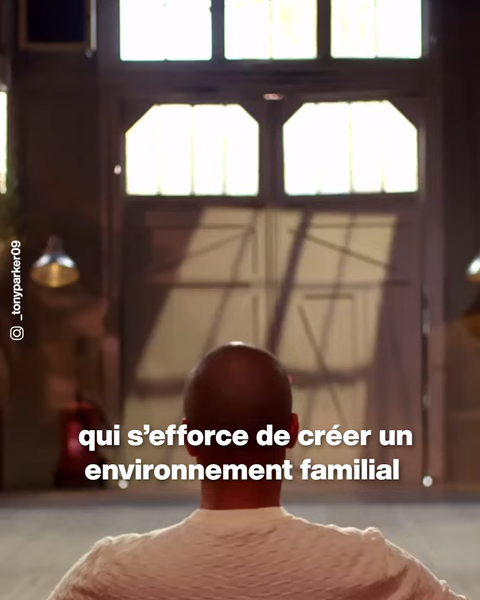 _tonyparker09
qui s’efforce de créer un
environnement familial